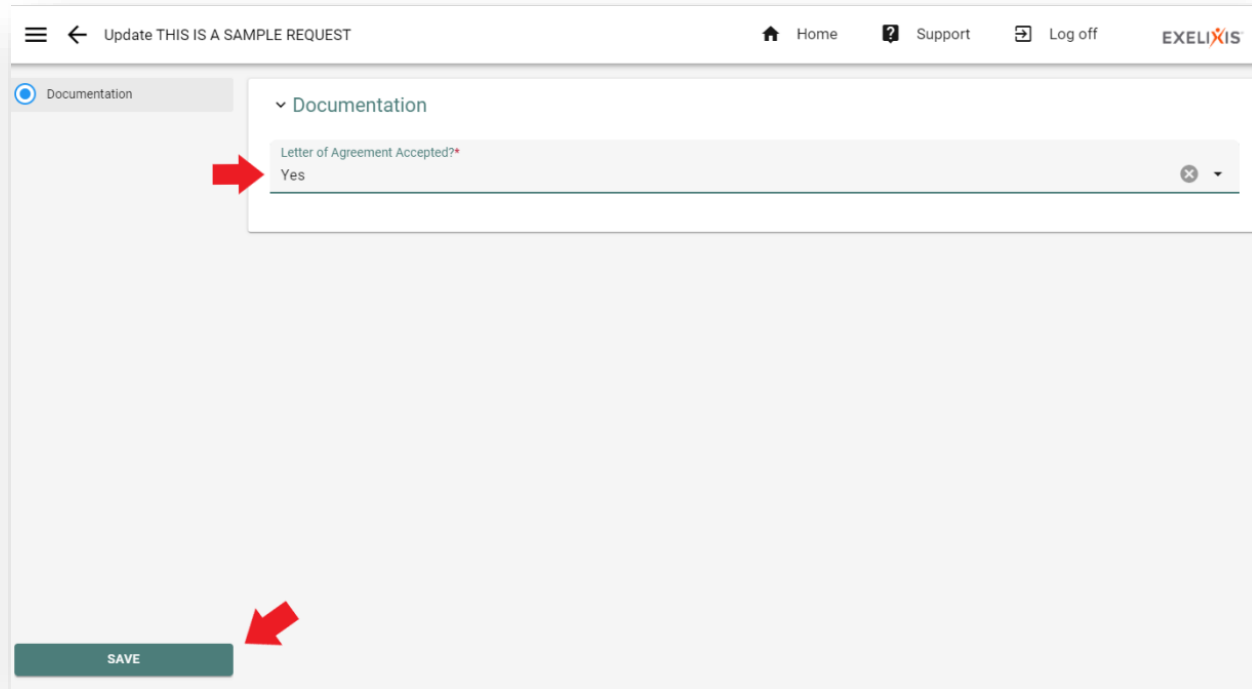 Update THIS IS A SAMPLE REQUEST
Home
Support
Log off
EXELIXIS
Documentation
Documentation
Letter of Agreement Accepted?*
Yes
SAVE